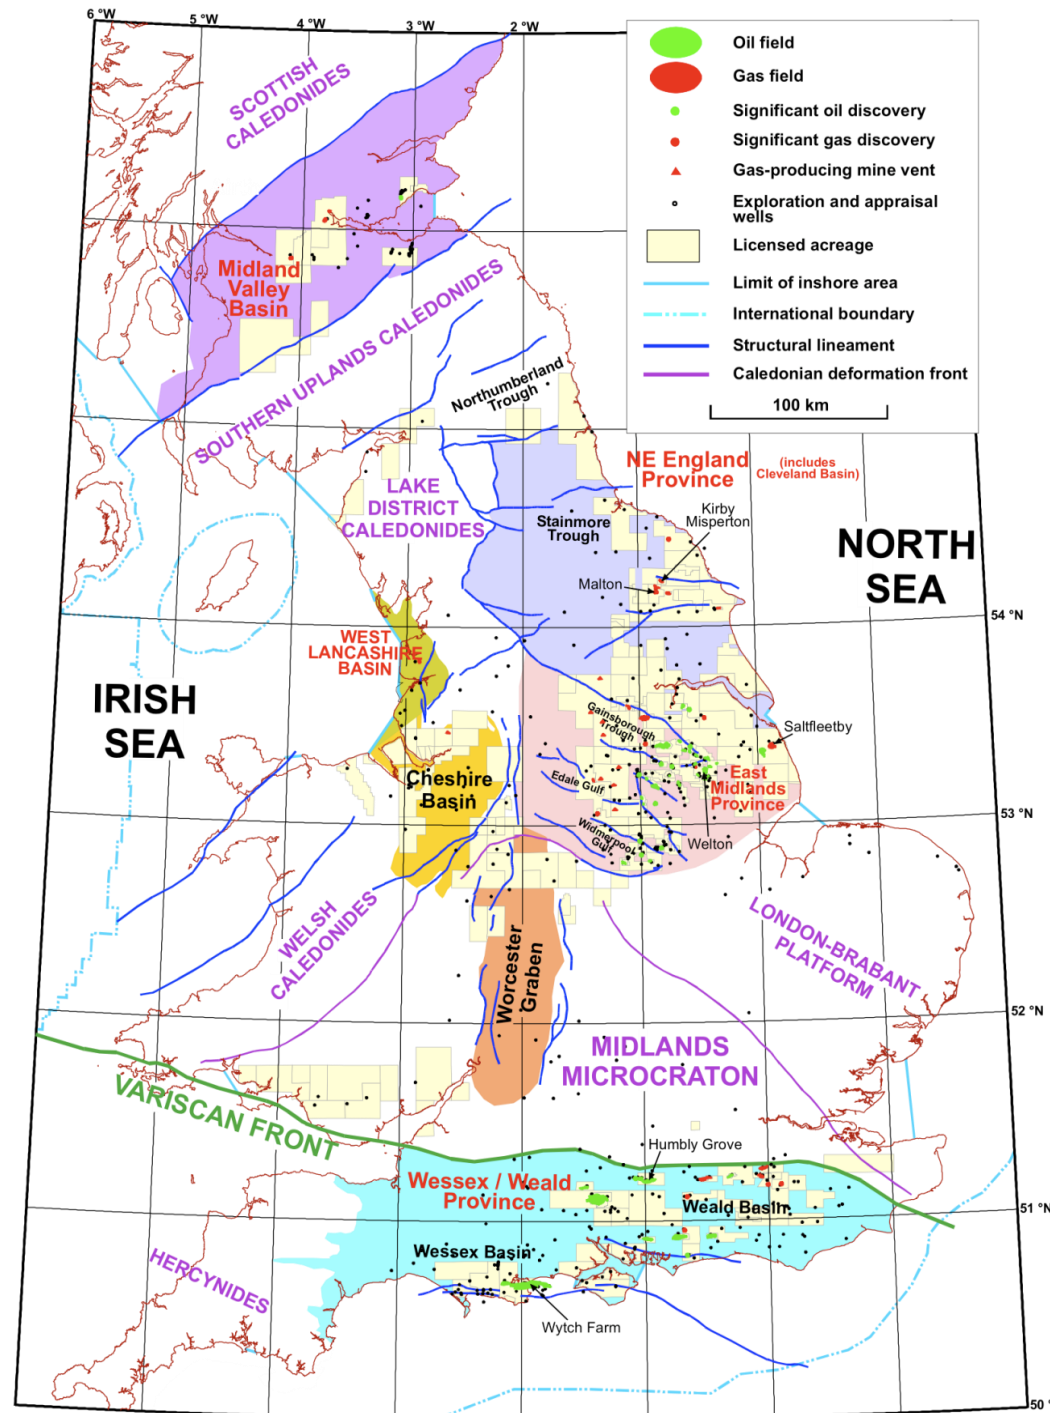 6 °W
5 °W
4 °W
3 °W
2 °W
Oil field
Gas field
Significant oil discovery
Significant gas discovery
Gas-producing mine vent
Exploration and appraisal
wells
Licensed acreage
Limit of inshore area
International boundary
Structural lineament
Caledonian deformation front
100 km
SCOTTISH
CALEDONIDES
Midland
Valley
Basin
SOUTHERN UPLANDS CALEDONIDES
Northumberland
Trough
NE England
Province
(includes
Cleveland Basin)
LAKE
DISTRICT
CALEDONIDES
Stainmore
Trough
Kirby
Misperton
Malton
NORTH
SEA
54 °N
WEST
LANCASHIRE
BASIN
IRISH
SEA
Gainsborough
Trough
Saltfleetby
Cheshire
Basin
Edale Gulf
East
Midlands
Province
Widmerpool
Gulf
Welton
53 °N
WELSH
CALEDONIDES
Worcester
Graben
LONDON-BRABANT
PLATFORM
52 °N
MIDLANDS
MICROCRATON
VARISCAN FRONT
Humbly Grove
Wessex / Weald
Province
Weald Basin
51 °N
Wessex Basin
HERCYNIDES
Wytch Farm
50 °